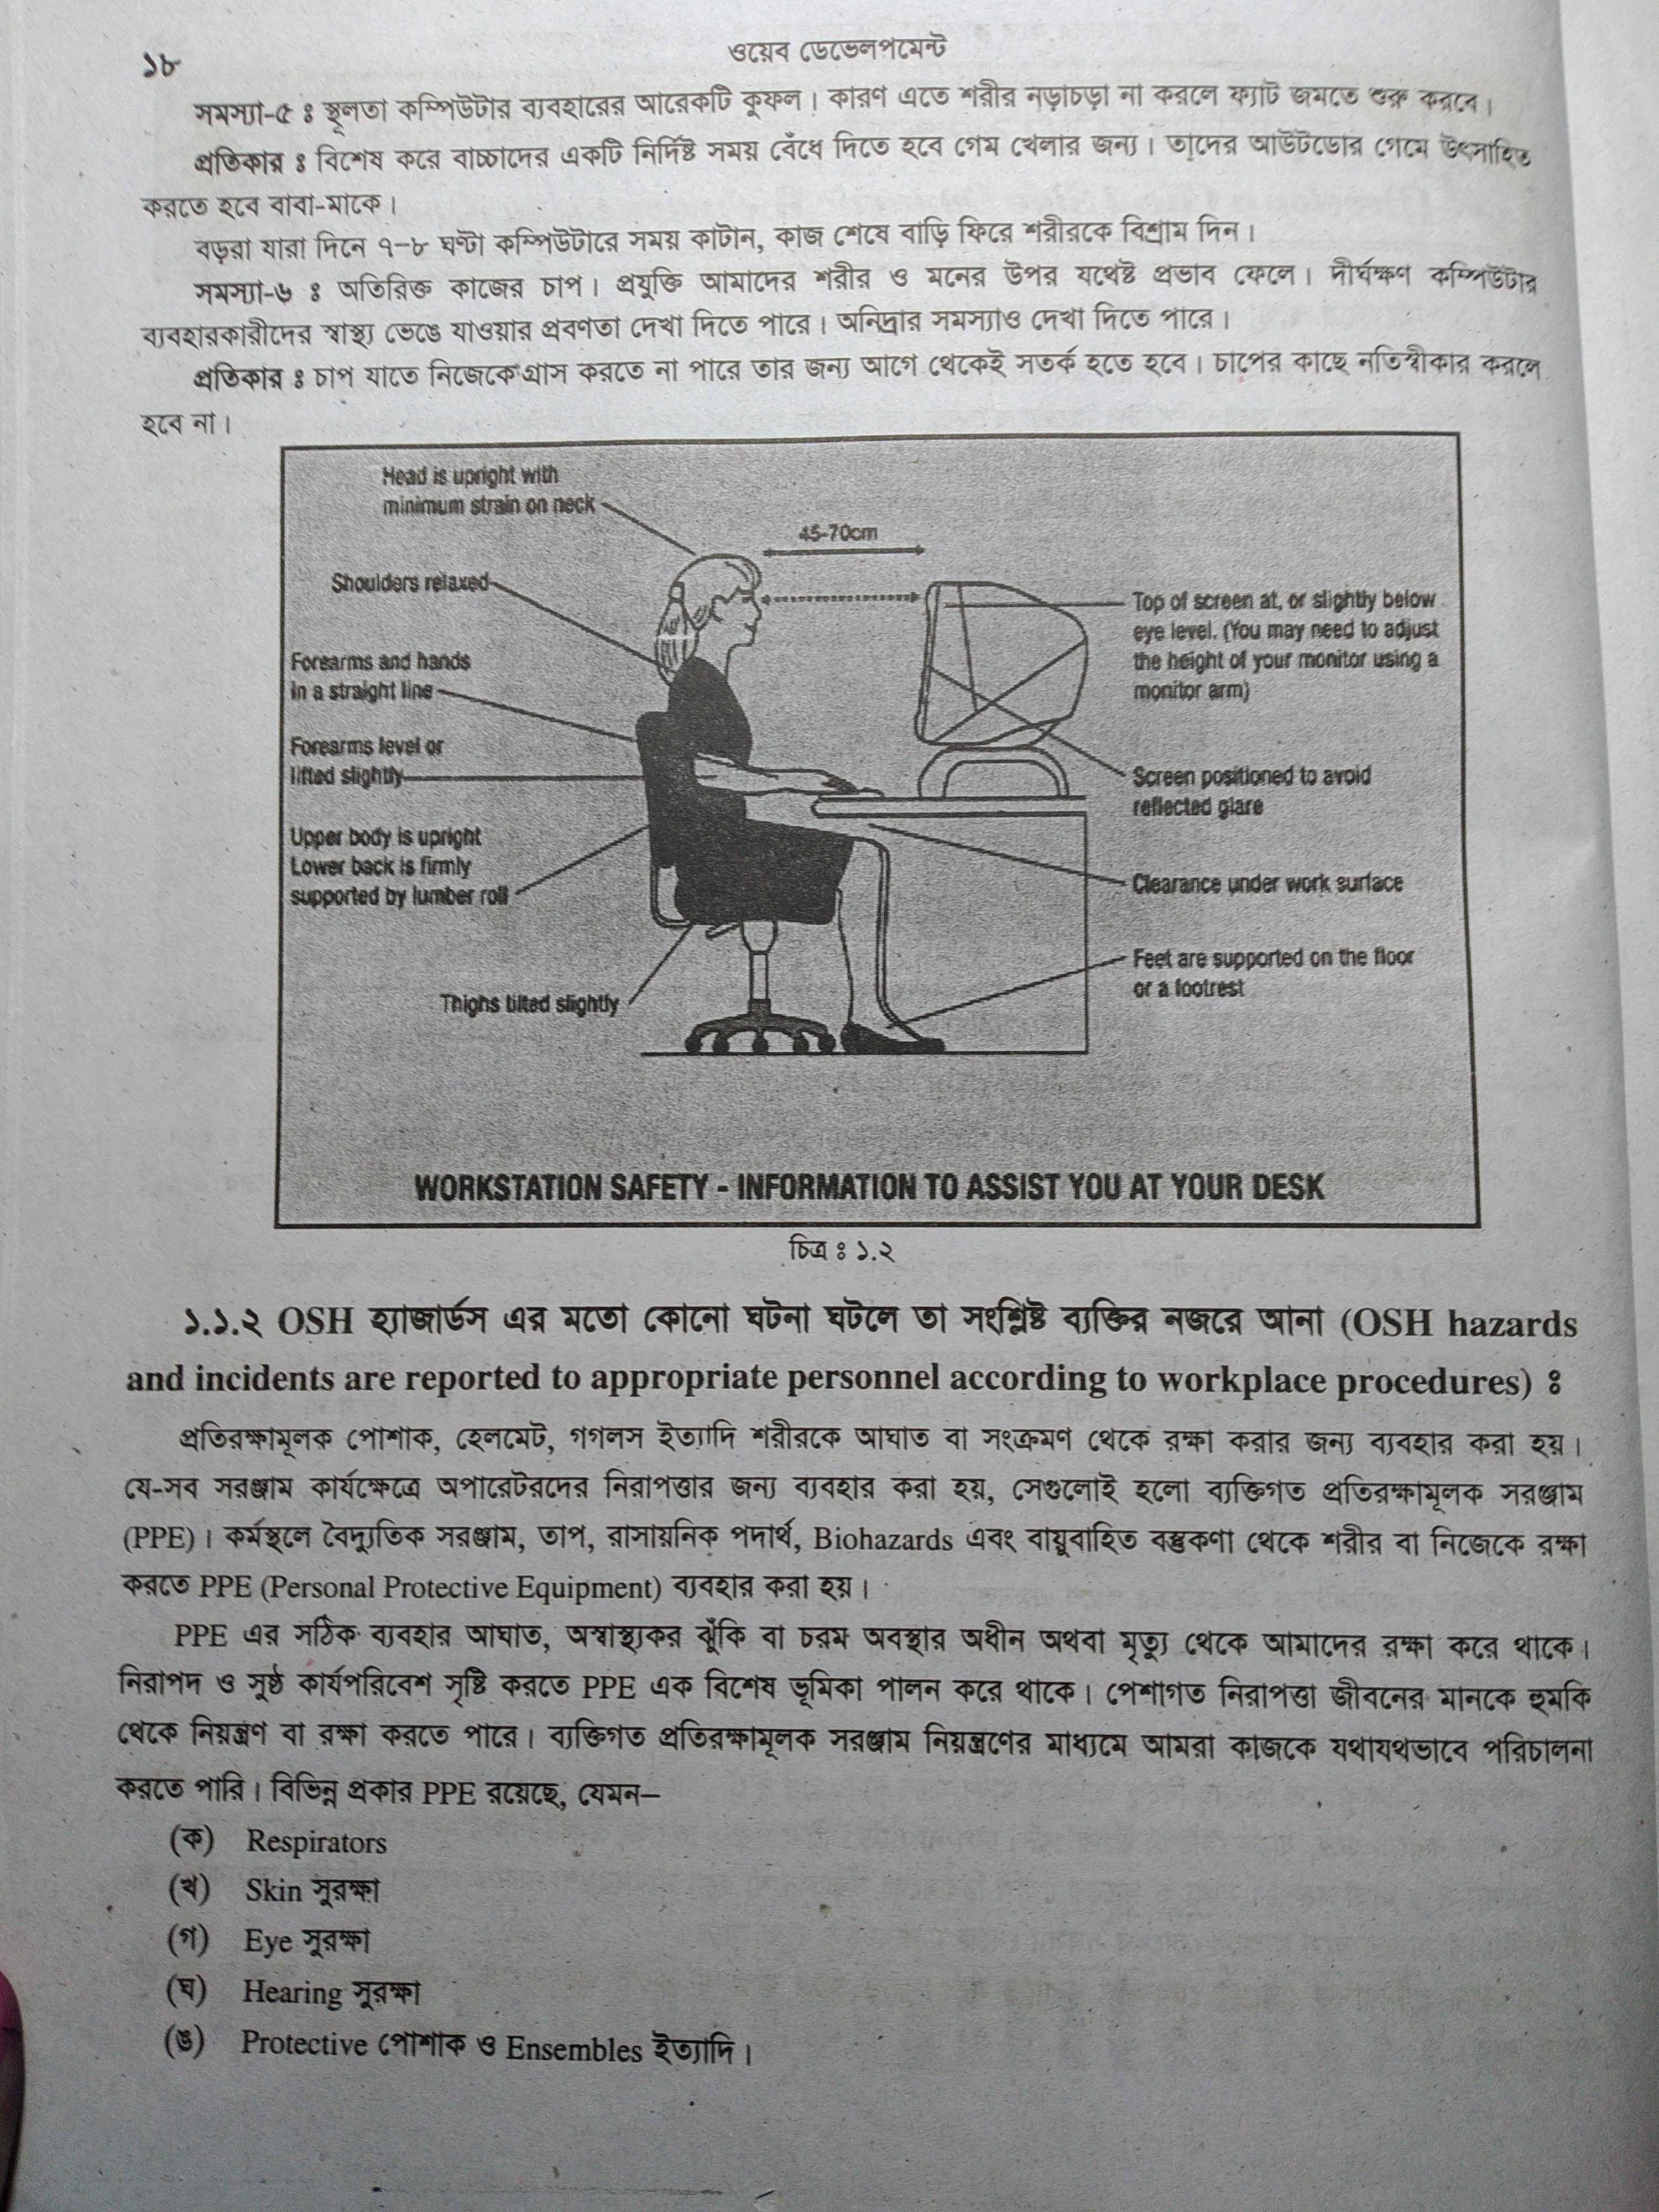 ১৮
ওয়েব ডেভেলপমেন্ট
সমস্যা-৫ ঃ স্থূলতা কম্পিউটার ব্যবহারের আরেকটি কুফল। কারণ এতে শরীর নড়াচড়া না করলে ফ্যাট জমতে শুরু করবে।
প্রতিকার ঃ বিশেষ করে বাচ্চাদের একটি নির্দিষ্ট সময় বেঁধে দিতে হবে গেম খেলার জন্য। তাদের আউটডোর গেমে উৎসাহিত
করতে হবে বাবা-মাকে।
বড়রা যারা দিনে ৭–৮ ঘণ্টা কম্পিউটারে সময় কাটান, কাজ শেষে বাড়ি ফিরে শরীরকে বিশ্রাম দিন।
সমস্যা-৬ ঃ অতিরিক্ত কাজের চাপ। প্রযুক্তি আমাদের শরীর ও মনের উপর যথেষ্ট প্রভাব ফেলে। দীর্ঘক্ষণ কম্পিউটার
ব্যবহারকারীদের স্বাস্থ্য ভেঙে যাওয়ার প্রবণতা দেখা দিতে পারে। অনিদ্রার সমস্যাও দেখা দিতে পারে।
প্রতিকার ঃ চাপ যাতে নিজেকে গ্রাস করতে না পারে তার জন্য আগে থেকেই সতর্ক হতে হবে। চাপের কাছে নতিস্বীকার করলে
হবে না।
Head is upright with
minimum strain on neck
45-70cm
Shoulders relaxed
Forearms and hands
in a straight line
Forearms level or
lifted slightly
Upper body is upright
Lower back is firmly
supported by lumber roll
Thighs tilted slightly
Top of screen at, or slightly below
eye level. (You may need to adjust
the height of your monitor using a
monitor arm)
Screen positioned to avoid
reflected glare
Clearance under work surface
Feet are supported on the floor
or a footrest
WORKSTATION SAFETY - INFORMATION TO ASSIST YOU AT YOUR DESK
চিত্র ঃ ১.২
১.১.২ OSH হ্যাজার্ডস এর মতো কোনো ঘটনা ঘটলে তা সংশ্লিষ্ট ব্যক্তির নজরে আনা (OSH hazards
and incidents are reported to appropriate personnel according to workplace procedures) ঃ
প্রতিরক্ষামূলক পোশাক, হেলমেট, গগলস ইত্যাদি শরীরকে আঘাত বা সংক্রমণ থেকে রক্ষা করার জন্য ব্যবহার করা হয়।
যে-সব সরঞ্জাম কার্যক্ষেত্রে অপারেটরদের নিরাপত্তার জন্য ব্যবহার করা হয়, সেগুলোই হলো ব্যক্তিগত প্রতিরক্ষামূলক সরঞ্জাম
(PPE)। কর্মস্থলে বৈদ্যুতিক সরঞ্জাম, তাপ, রাসায়নিক পদার্থ, Biohazards এবং বায়ুবাহিত বস্তুকণা থেকে শরীর বা নিজেকে রক্ষা
করতে PPE (Personal Protective Equipment) ব্যবহার করা হয়।
PPE এর সঠিক ব্যবহার আঘাত, অস্বাস্থ্যকর ঝুঁকি বা চরম অবস্থার অধীন অথবা মৃত্যু থেকে আমাদের রক্ষা করে থাকে।
নিরাপদ ও সুষ্ঠ কার্যপরিবেশ সৃষ্টি করতে PPE এক বিশেষ ভূমিকা পালন করে থাকে। পেশাগত নিরাপত্তা জীবনের মানকে হুমকি
থেকে নিয়ন্ত্রণ বা রক্ষা করতে পারে। ব্যক্তিগত প্রতিরক্ষামূলক সরঞ্জাম নিয়ন্ত্রণের মাধ্যমে আমরা কাজকে যথাযথভাবে পরিচালনা
করতে পারি। বিভিন্ন প্রকার PPE রয়েছে, যেমন–
(ক) Respirators
(খ) Skin সুরক্ষা
(গ) Eye সুরক্ষা
(ঘ) Hearing সুরক্ষা
(ঙ) Protective পোশাক ও Ensembles ইত্যাদি।